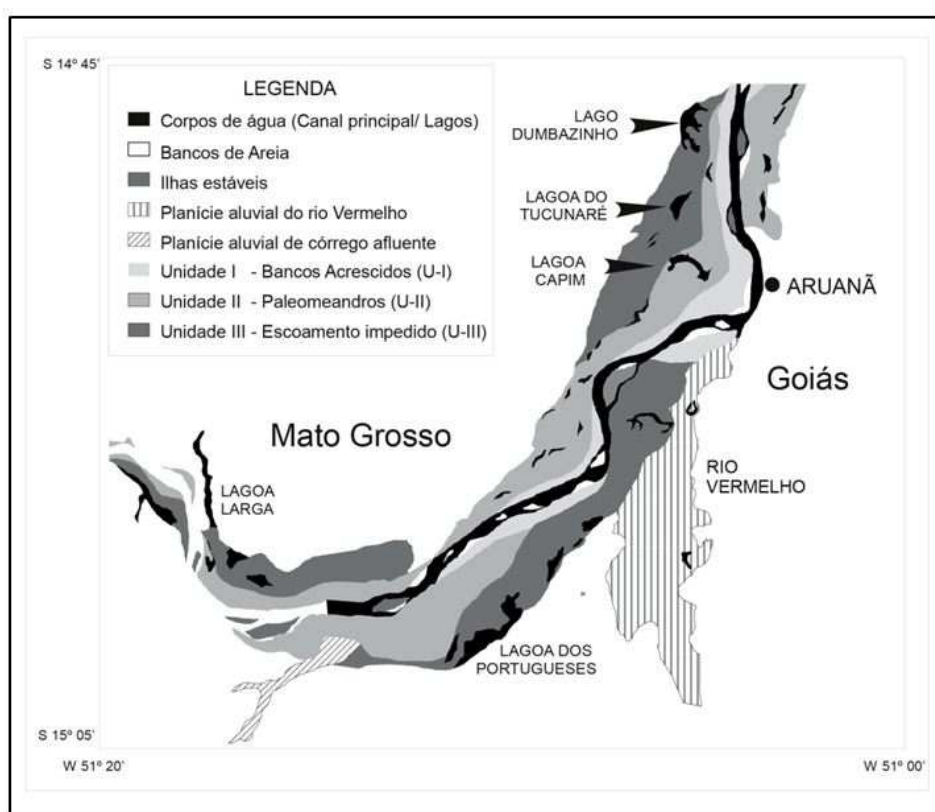 S 14º 45'
LEGENDA
Corpos de água (Canal principal/ Lagos)
Bancos de Areia
Ilhas estáveis
Planície aluvial do rio Vermelho
Planície aluvial de córrego afluente
Unidade I - Bancos Acrescidos (U-I)
Unidade II - Paleomeandros (U-II)
Unidade III - Escoamento impedido (U-III)
LAGO
DUMBAZINHO
LAGOA DO
TUCUNARÉ
LAGOA
CAPIM
ARUANÃ
Goiás
Mato Grosso
LAGOA
LARGA
RIO
VERMELHO
LAGOA DOS
PORTUGUESES
S 15º 05'
W 51º 20'
W 51º 00'